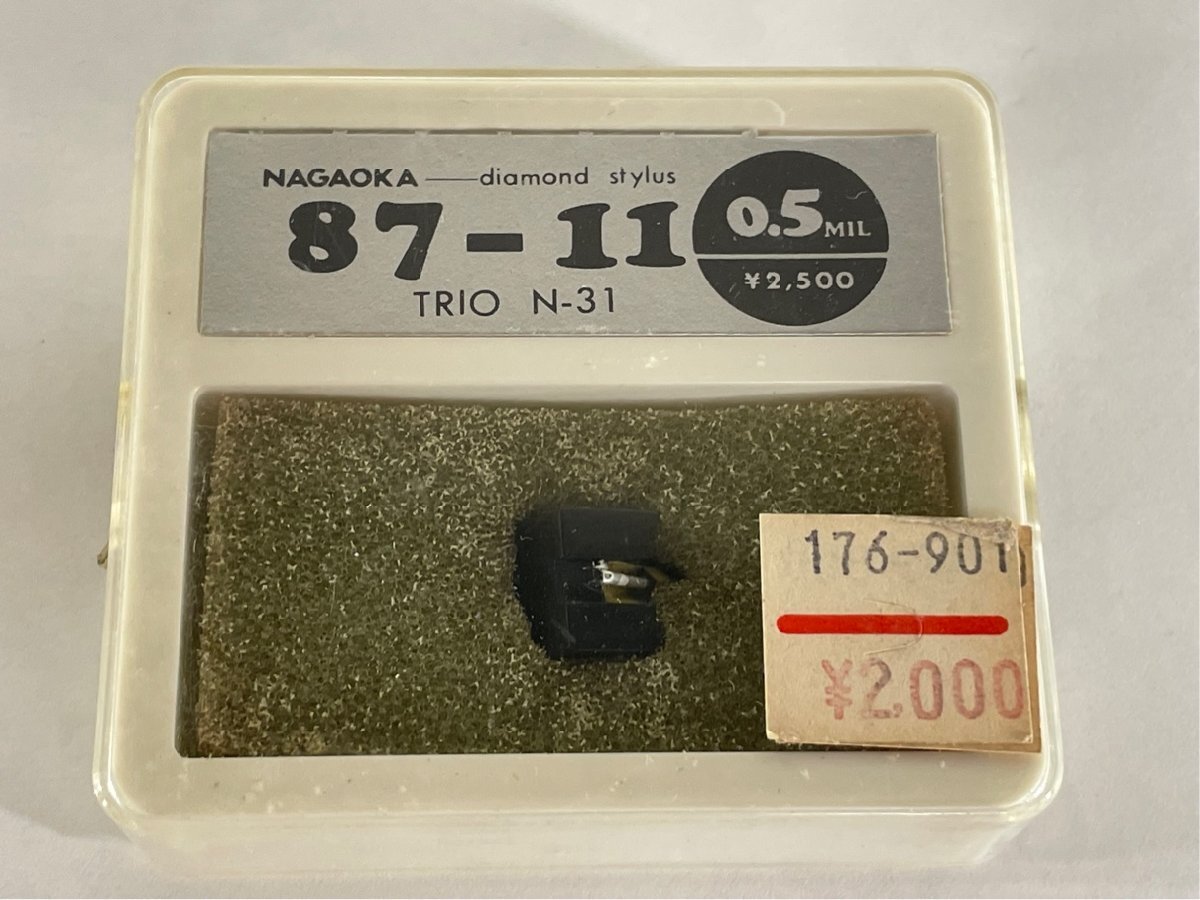 NAGAOKA — diamond stylus
87-11
TRIO N-31
0.5 MIL
¥2,500
176-901
¥2,000